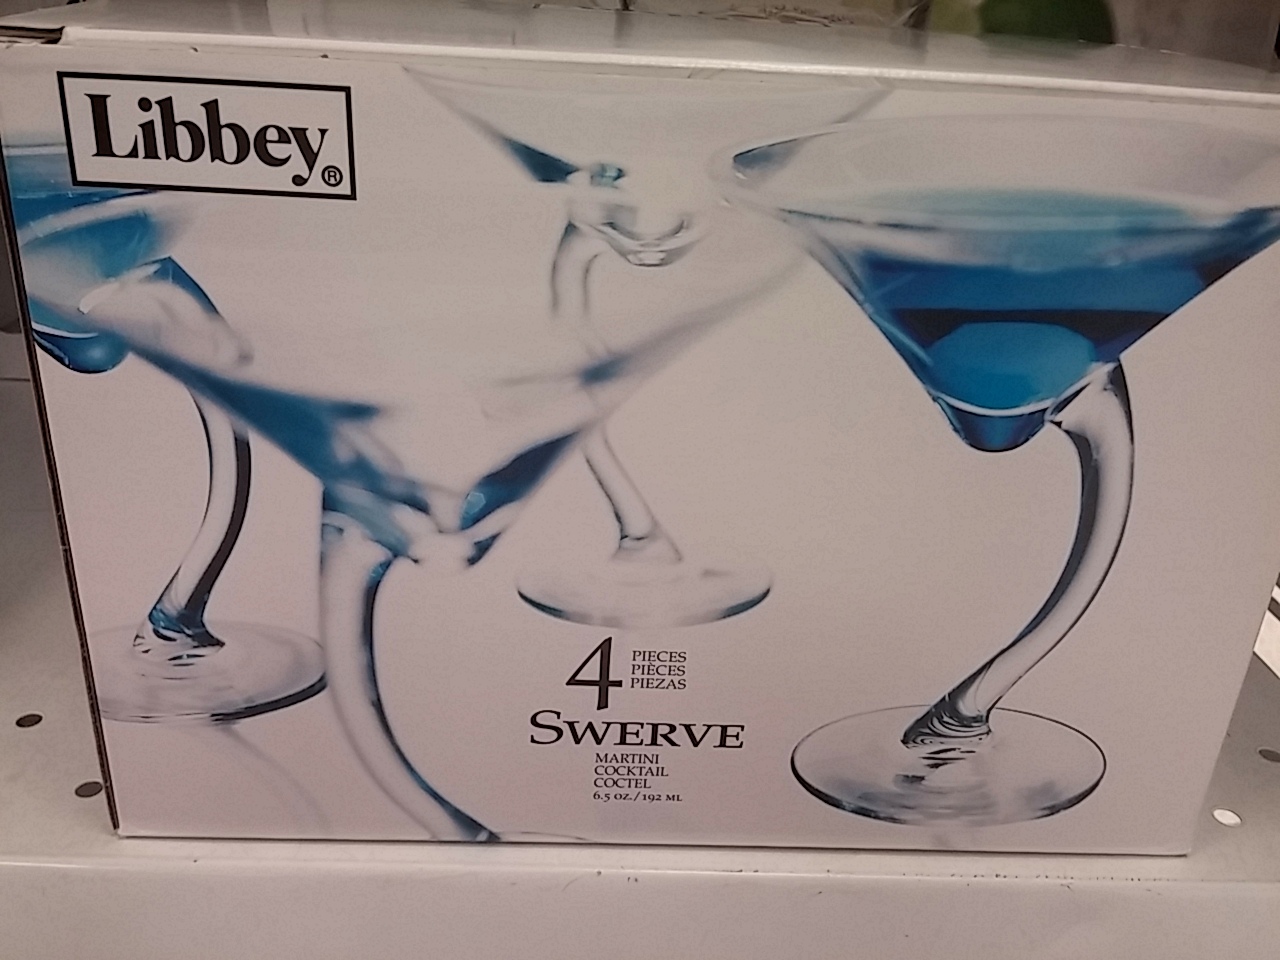 Libbey®
4
PIECES
PIÈCES
PIEZAS
SWERVE
MARTINI
COCKTAIL
COCTEL
6.5 OZ./192 ML